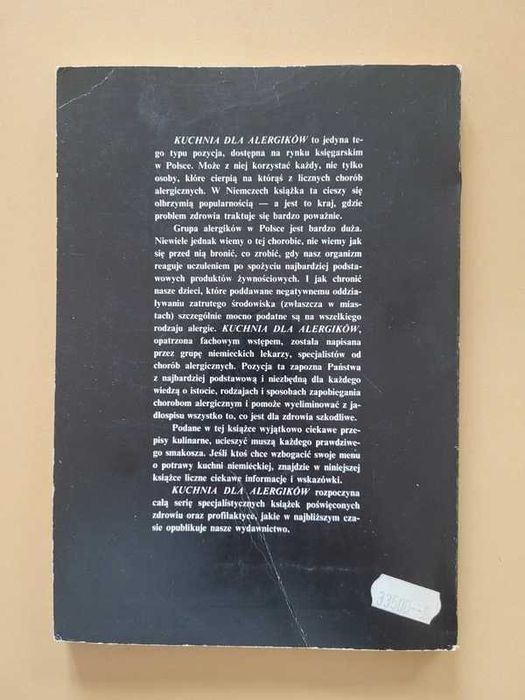 KUCHNIA DLA ALERGIKÓW to jedyna te-
go typu pozycja, dostępna na rynku księgarskim
w Polsce. Może z niej korzystać każdy, nie tylko
osoby, które cierpią na którąś z licznych chorób
alergicznych. W Niemczech książka ta cieszy się
olbrzymią popularnością — a jest to kraj, gdzie
problem zdrowia traktuje się bardzo poważnie.
Grupa alergików w Polsce jest bardzo duża.
Niewiele jednak wiemy o tej chorobie, nie wiemy jak
się przed nią bronić, co zrobić, gdy nasz organizm
reaguje uczuleniem po spożyciu najbardziej podsta-
wowych produktów żywnościowych. I jak chronić
nasze dzieci, które poddawane negatywnemu oddzia-
ływaniu zatrutego środowiska (zwłaszcza w mias-
tach) szczególnie mocno podatne są na wszelkiego
rodzaju alergie. KUCHNIA DLA ALERGIKÓW,
opatrzona fachowym wstępem, została napisana
przez grupę niemieckich lekarzy, specjalistów od
chorób alergicznych. Pozycja ta zapozna Państwa
z najbardziej podstawową i niezbędną dla każdego
wiedzą o istocie, rodzajach i sposobach zapobiegania
chorobom alergicznym i pomoże wyeliminować z ja-
dłospisu wszystko to, co jest dla zdrowia szkodliwe.
Podane w tej książce wyjątkowo ciekawe prze-
pisy kulinarne, ucieszyć muszą każdego prawdziwe-
go smakosza. Jeśli ktoś chce wzbogacić swoje menu
o potrawy kuchni niemieckiej, znajdzie w niniejszej
książce liczne ciekawe informacje i wskazówki.
KUCHNIA DLA ALERGIKÓW rozpoczyna
całą serię specjalistycznych książek poświęconych
zdrowiu oraz profilaktyce, jakie w najbliższym cza-
sie opublikuje nasze wydawnictwo.